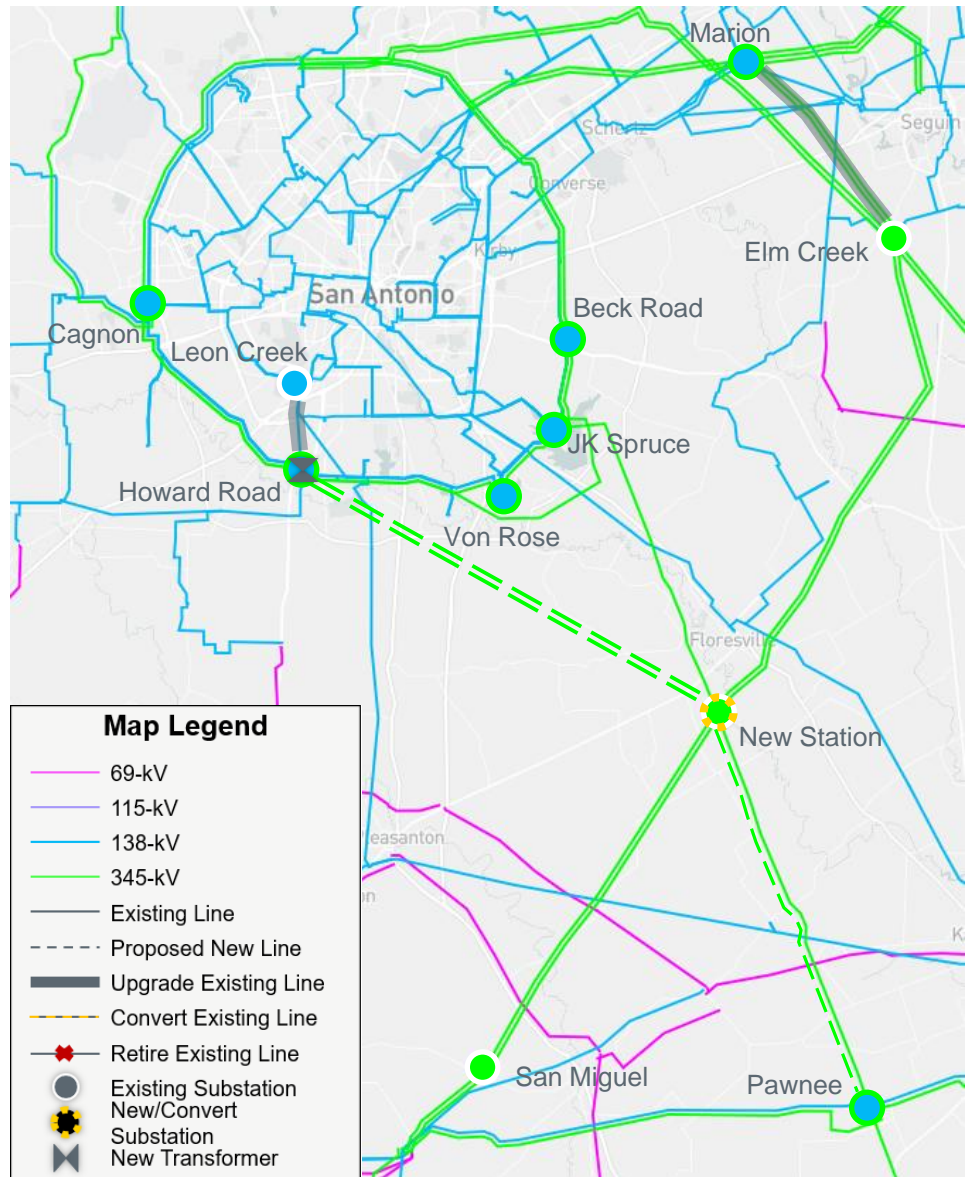 Marion
Schertz
Seguin
Converse
Elm Creek
Kirby
San Antonio
Beck Road
Cagnon
Leon Creek
JK Spruce
Howard Road
Von Rose
Floresville
New Station
Map Legend
69-kV
115-kV
138-kV
345-kV
Existing Line
Proposed New Line
Upgrade Existing Line
Convert Existing Line
Retire Existing Line
Existing Substation
New/Convert
Substation
New Transformer
easanton
San Miguel
Pawnee